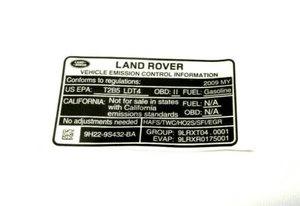 LAND ROVER
LAND ROVER
VEHICLE EMISSION CONTROL INFORMATION
Conforms to regulations: 2009 MY
US EPA: T2B5 LDT4 OBD: II FUEL: Gasoline
CALIFORNIA: Not for sale in states OBD: N/A
with California FUEL: N/A
emissions standards
No adjustments needed HAFS/TWC/HO2S/SFI/EGR
9H22-9S432-BA GROUP: 9LRXT04.0001
EVAP: 9LRXR0175001